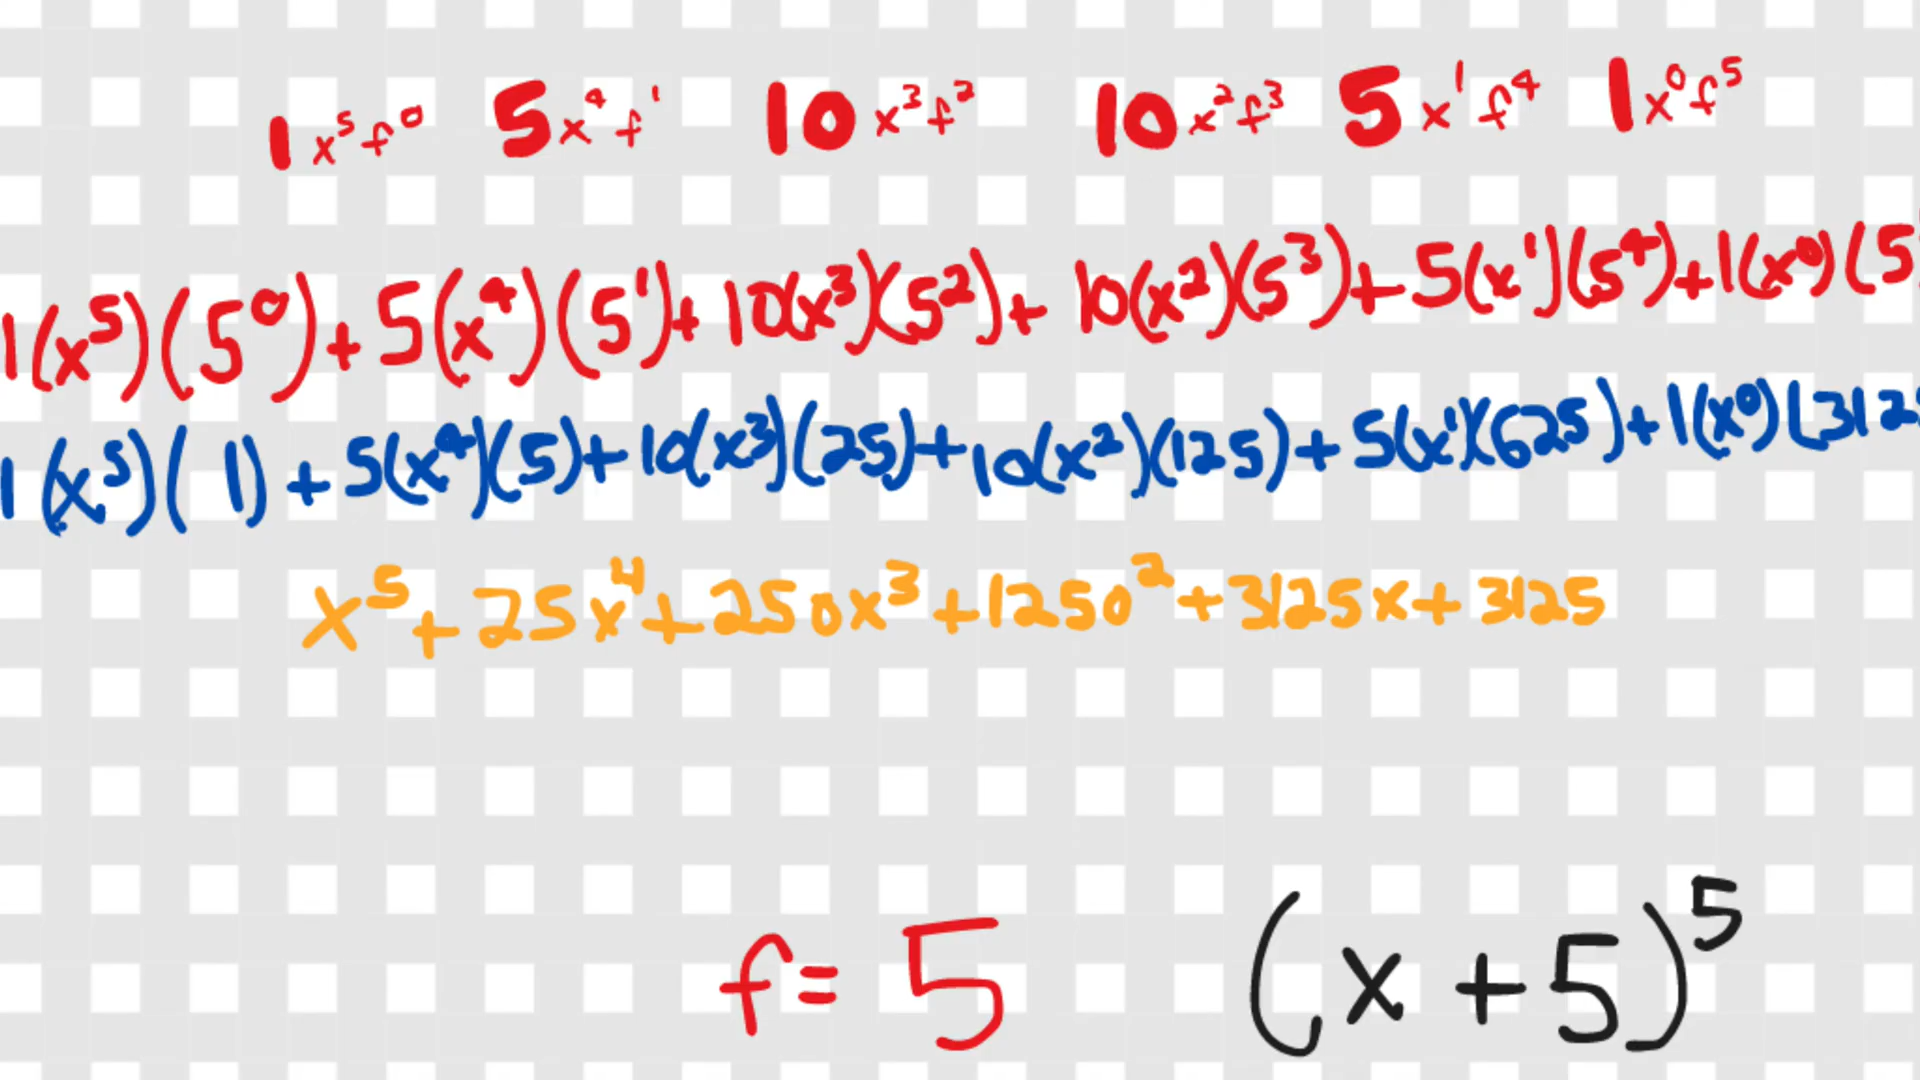 1x⁵f⁰ 5x⁴f¹ 10x³f² 10x²f³ 5x¹f⁴ 1x⁰f⁵
1(x⁵)(5⁰)+5(x⁴)(5¹)+10(x³)(5²)+10(x²)(5³)+5(x¹)(5⁴)+1(x⁰)(5
1(x⁵)(1)+5(x⁴)(5)+10(x³)(25)+10(x²)(125)+5(x¹)(625)+1(x⁰)(3125
x⁵+25x⁴+250x³+1250²+3125x+3125
f=5 (x+5)⁵